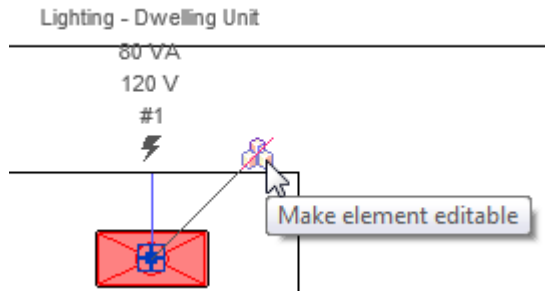 Lighting - Dwelling Unit
80 VA
120 V
#1
Make element editable